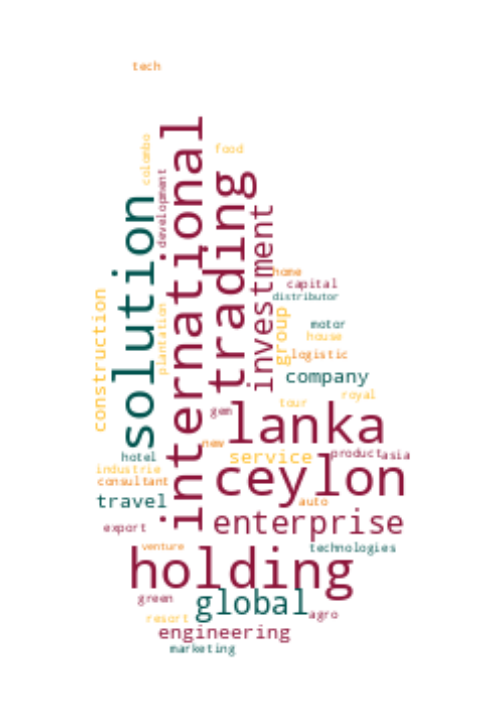 tech
colombo
food
international
development
trading
solution
investment
home
capital
construction
distributor
plantation
group
motor
house
logistic
company
royal
tour
gem
lanka
new
hotel
service
product
asia
industrie
ceylon
consultant
travel
auto
enterprise
export
venture
technologies
holding
green
global
agro
resort
engineering
marketing